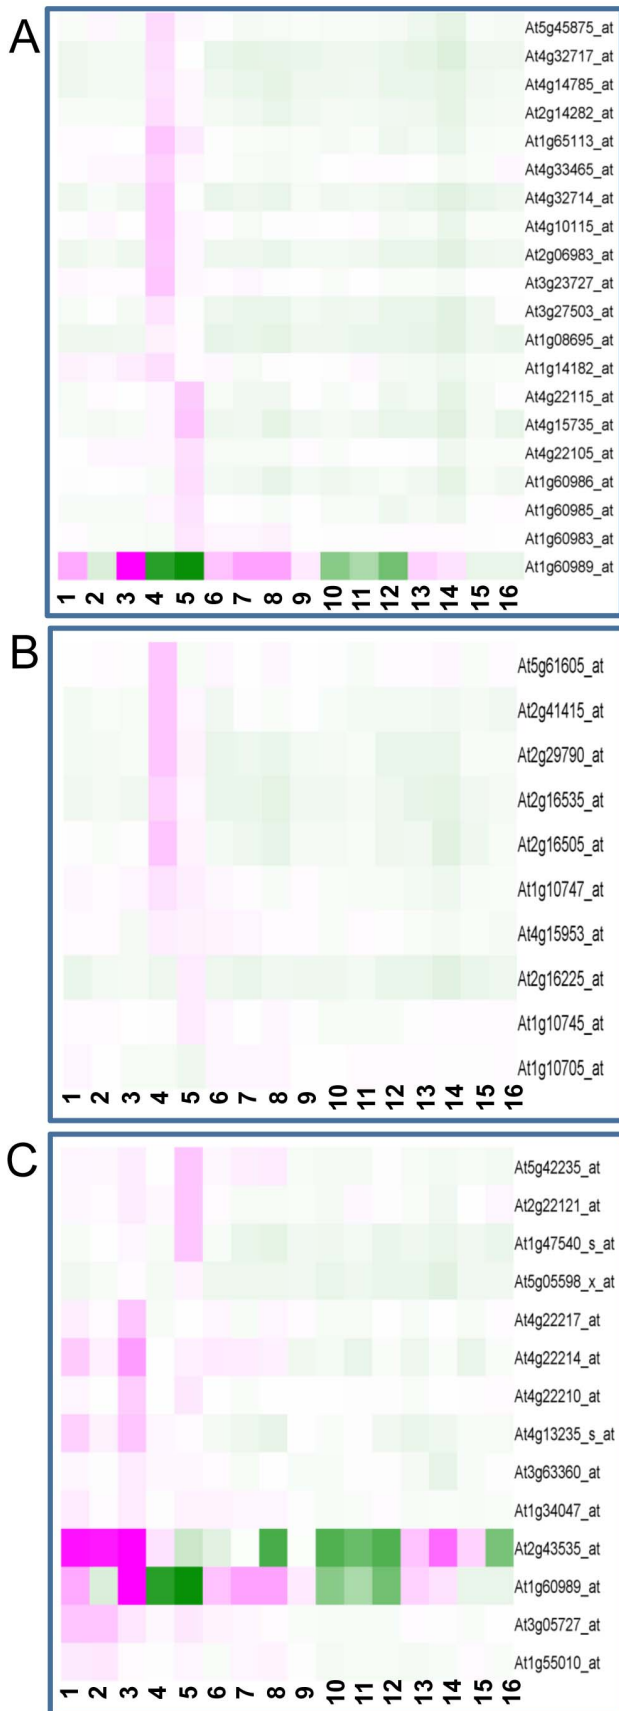 A
At5g45875_at
At4g32717_at
At4g14785_at
At2g14282_at
At1g65113_at
At4g33465_at
At4g32714_at
At4g10115_at
At2g06983_at
At3g23727_at
At3g27503_at
At1g08695_at
At1g14182_at
At4g22115_at
At4g15735_at
At4g22105_at
At1g60986_at
At1g60985_at
At1g60983_at
At1g60989_at
1 2 3 4 5 6 7 8 9 10 11 12 13 14 15 16
B
At5g61605_at
At2g41415_at
At2g29790_at
At2g16535_at
At2g16505_at
At1g10747_at
At4g15953_at
At2g16225_at
At1g10745_at
At1g10705_at
1 2 3 4 5 6 7 8 9 10 11 12 13 14 15 16
C
At5g42235_at
At2g22121_at
At1g47540_s_at
At5g05598_x_at
At4g22217_at
At4g22214_at
At4g22210_at
At4g13235_s_at
At3g63360_at
At1g34047_at
At2g43535_at
At1g60989_at
At3g05727_at
At1g55010_at
1 2 3 4 5 6 7 8 9 10 11 12 13 14 15 16